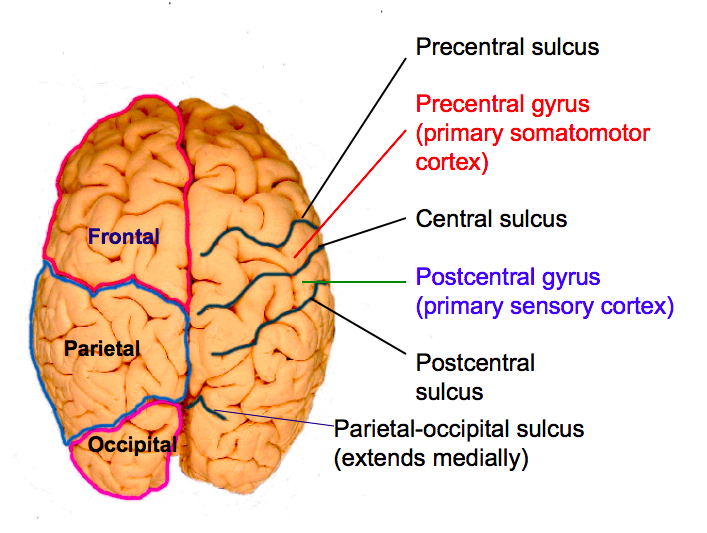 Precentral sulcus
Precentral gyrus
(primary somatomotor
cortex)
Central sulcus
Postcentral gyrus
(primary sensory cortex)
Postcentral
sulcus
Parietal-occipital sulcus
(extends medially)
Frontal
Parietal
Occipital